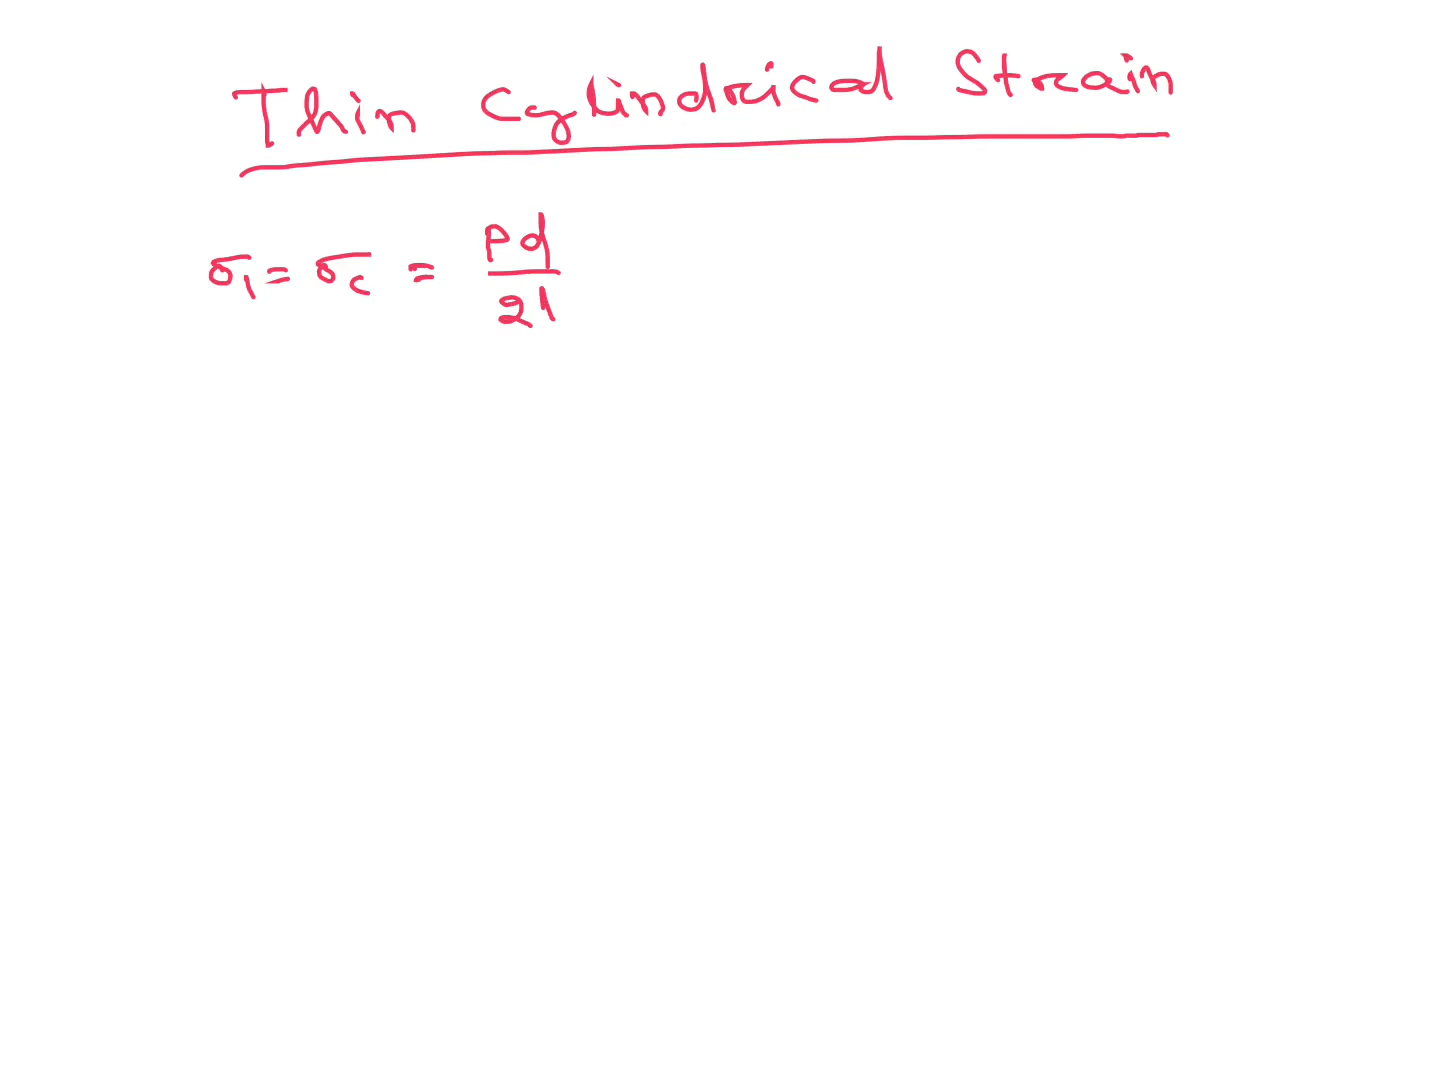 Thin Cylindrical Strain
σ₁ = σc = Pd / 2t